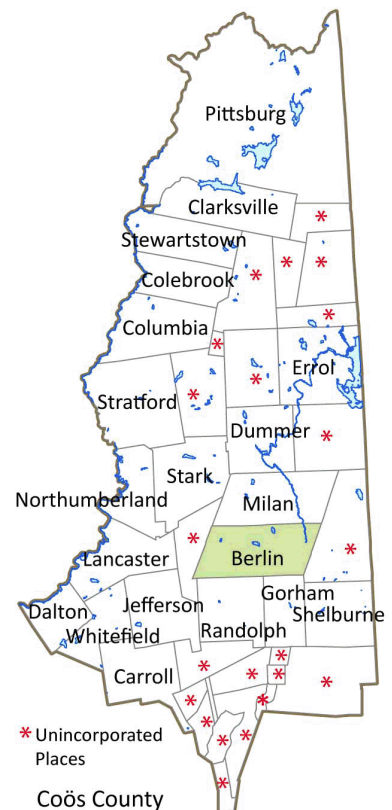 Pittsburg
Clarksville
*
Stewartstown
* * *
Colebrook
*
Columbia
*
Errol
*
*
Stratford
Dummer
*
Stark
Northumberland
Milan
*
*
Lancaster
Berlin
Gorham
Dalton
Jefferson
Shelburne
Whitefield
Randolph
*
Carroll
*
* *
*
*
*
*
*
*
*
* Unincorporated
Places
Coös County